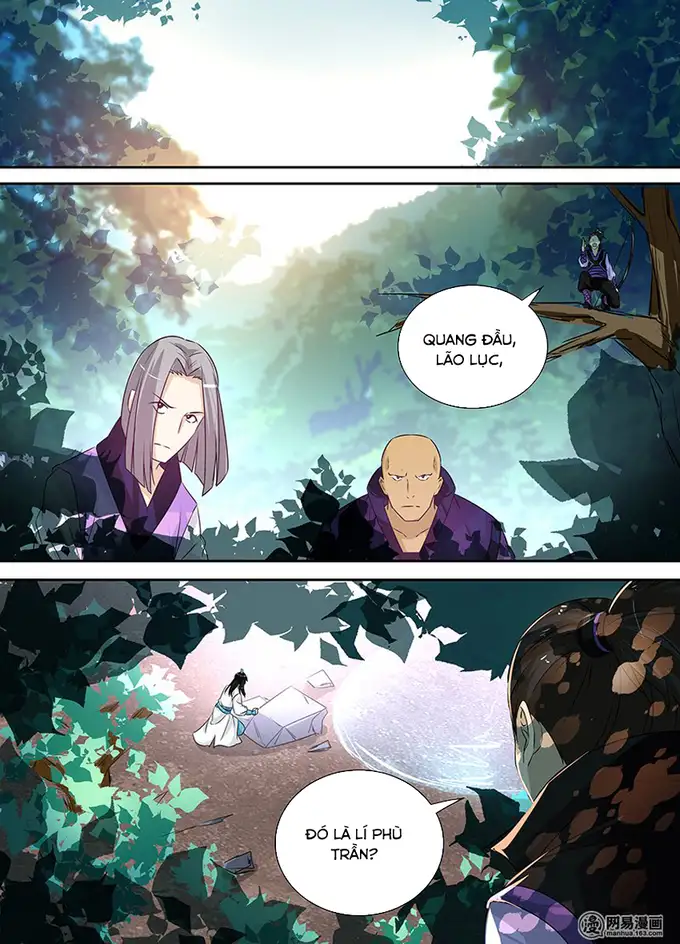 QUANG ĐẦU,
LÃO LỤC,
ĐÓ LÀ LÍ PHÙ
TRẦN?
网易漫画
manhua.163.com